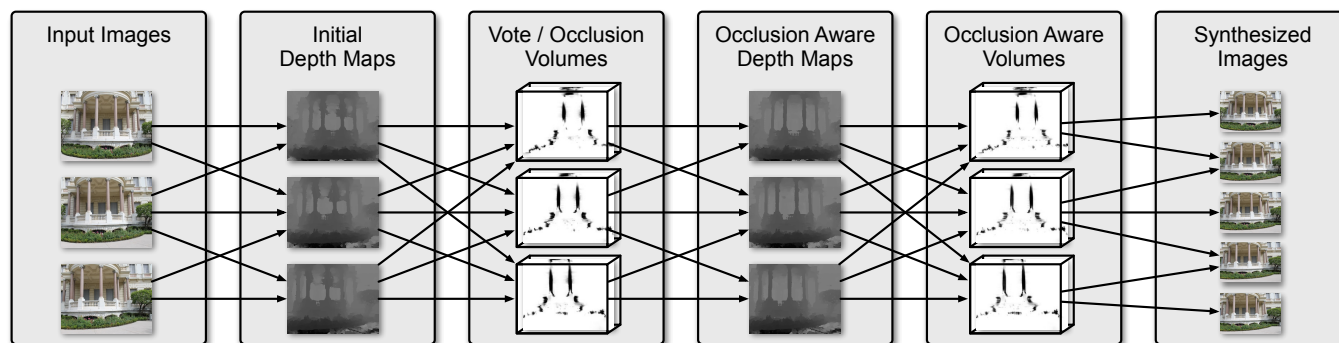 Input Images
Initial
Depth Maps
Vote / Occlusion
Volumes
Occlusion Aware
Depth Maps
Occlusion Aware
Volumes
Synthesized
Images